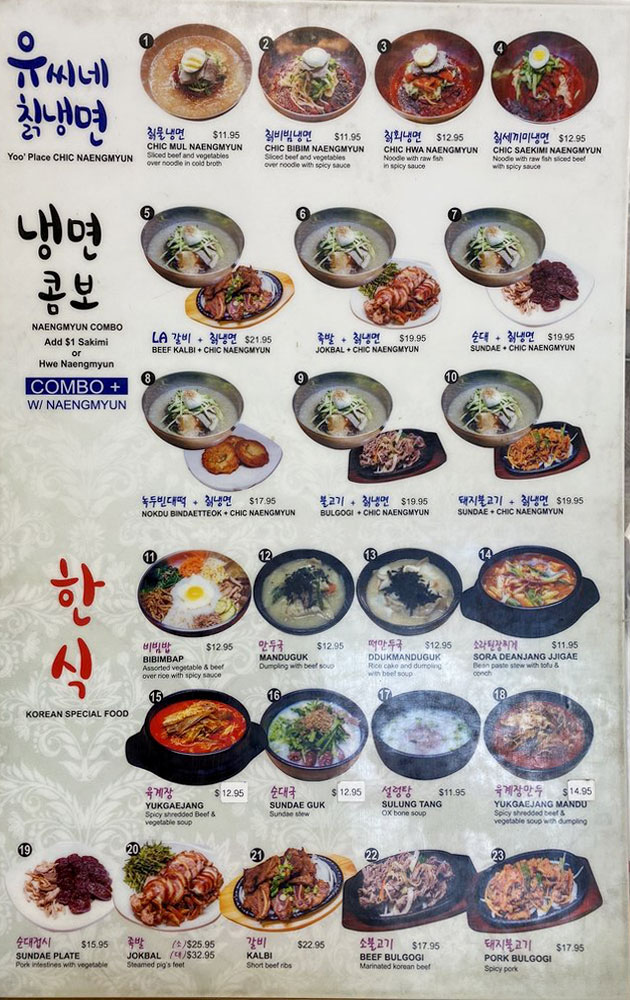 유씨네
칡냉면
Yoo' Place CHIC NAENGMYUN
1
칡물냉면 $11.95
CHIC MUL NAENGMYUN
Sliced beef and vegetables
over noodle in cold broth
2
칡비빔냉면 $11.95
CHIC BIBIM NAENGMYUN
Sliced beef and vegetables
over noodle with spicy sauce
3
칡회냉면 $12.95
CHIC HWA NAENGMYUN
Noodle with raw fish
in spicy sauce
4
칡세끼미냉면 $12.95
CHIC SAEKIMI NAENGMYUN
Noodle with raw fish sliced beef
with spicy sauce
냉면
콤보
NAENGMYUN COMBO
Add $1 Sakimi
or
Hwe Naengmyun
COMBO +
W/ NAENGMYUN
5
LA 갈비 + 칡냉면 $21.95
BEEF KALBI + CHIC NAENGMYUN
6
족발 + 칡냉면 $19.95
JOKBAL + CHIC NAENGMYUN
7
순대 + 칡냉면 $19.95
SUNDAE + CHIC NAENGMYUN
8
녹두빈대떡 + 칡냉면 $17.95
NOKDU BINDAETTEOK + CHIC NAENGMYUN
9
불고기 + 칡냉면 $19.95
BULGOGI + CHIC NAENGMYUN
10
돼지불고기 + 칡냉면 $19.95
SUNDAE + CHIC NAENGMYUN
한
식
KOREAN SPECIAL FOOD
11
비빔밥 $12.95
BIBIMBAP
Assorted vegetable & beef
over rice with spicy sauce
12
만두국 $12.95
MANDUGUK
Dumpling with beef soup
13
떡만두국 $12.95
DDUKMANDUGUK
Rice cake and dumpling
with beef soup
14
소라된장찌게 $11.95
SORA DEANJANG JJIGAE
Bean paste stew with tofu &
conch
15
육계장 $12.95
YUKGAEJANG
Spicy shredded Beef &
vegetable soup
16
순대국 $12.95
SUNDAE GUK
Sundae stew
17
설렁탕 $11.95
SULUNG TANG
OX bone soup
18
육계장만두 $14.95
YUKGAEJANG MANDU
Spicy shredded beef &
vegetable soup with dumpling
19
순대접시 $15.95
SUNDAE PLATE
Pork intestines with vegetable
20
족발 (소)$25.95
JOKBAL (대)$32.95
Steamed pig's feet
21
갈비 $22.95
KALBI
Short beef ribs
22
소불고기 $17.95
BEEF BULGOGI
Marinated korean beef
23
돼지불고기 $17.95
PORK BULGOGI
Spicy pork